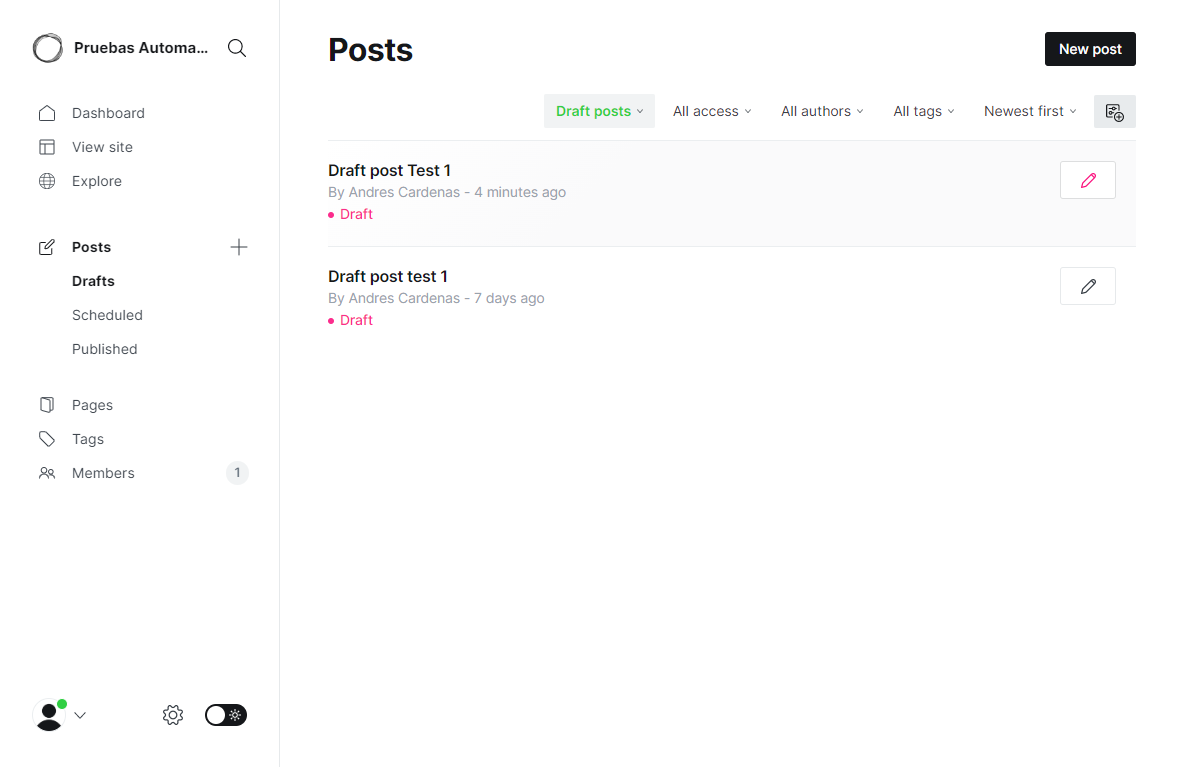 Pruebas Automa...
Dashboard
View site
Explore
Posts
Drafts
Scheduled
Published
Pages
Tags
Members 1
Posts
New post
Draft posts All access All authors All tags Newest first
Draft post Test 1
By Andres Cardenas - 4 minutes ago
Draft
Draft post test 1
By Andres Cardenas - 7 days ago
Draft